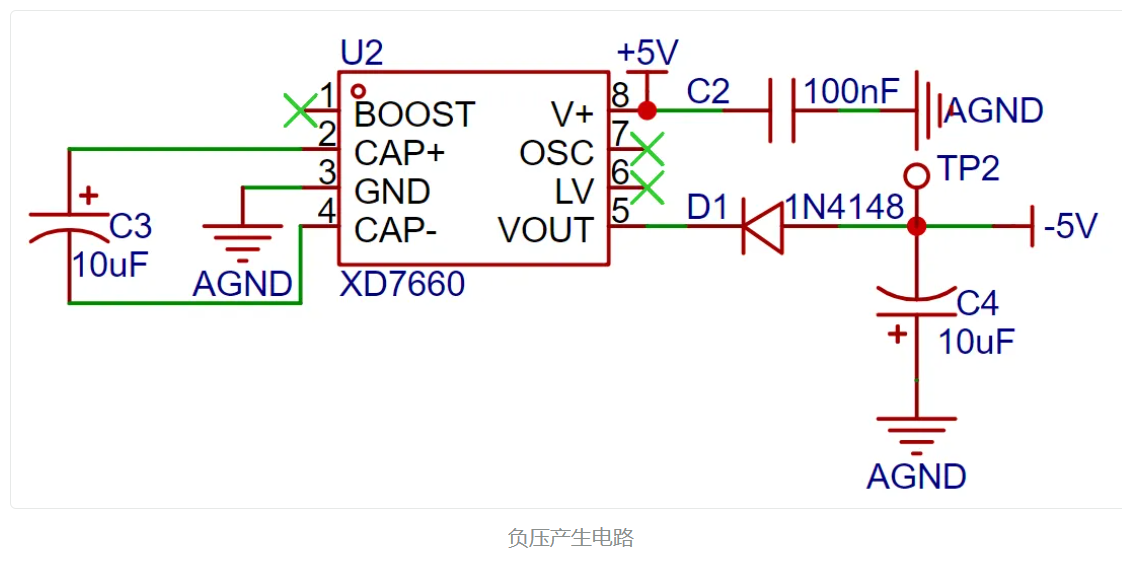 U2
+5V
1
BOOST
V+
8
C2
100nF
AGND
2
CAP+
OSC
7
3
GND
LV
6
4
CAP-
VOUT
5
D1
1N4148
TP2
-5V
+
C3
10uF
AGND
XD7660
C4
+
10uF
AGND
负压产生电路